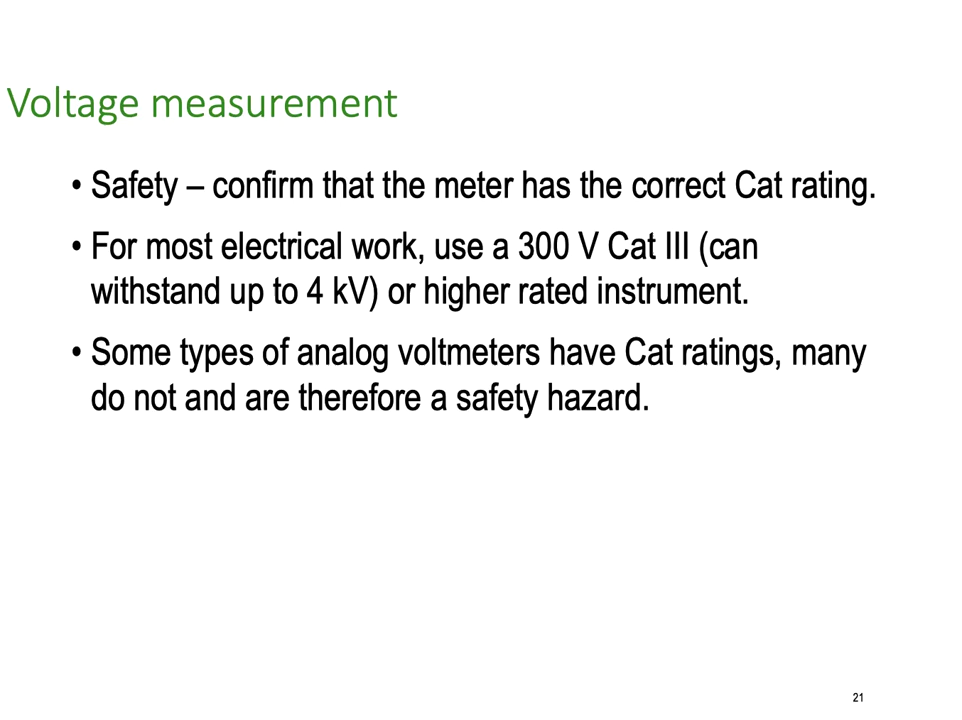 Voltage measurement
• Safety – confirm that the meter has the correct Cat rating.
• For most electrical work, use a 300 V Cat III (can
withstand up to 4 kV) or higher rated instrument.
• Some types of analog voltmeters have Cat ratings, many
do not and are therefore a safety hazard.
21